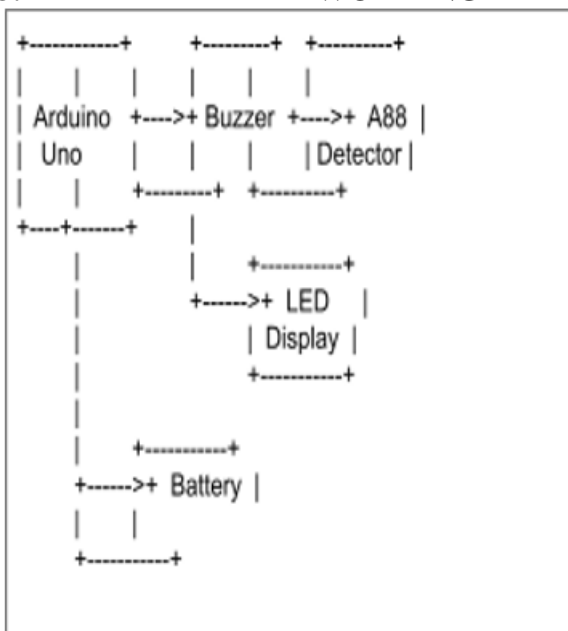 +------------+ +---------+ +----------+
| | | | | |
| Arduino +---->+ Buzzer +---->+ A88 |
| Uno | | | | Detector |
| | +---------+ +----------+
+----+-------+ |
| | +-----------+
| +------>+ LED |
| | Display |
| +-----------+
|
| +-----------+
+------>+ Battery |
| |
+-----------+